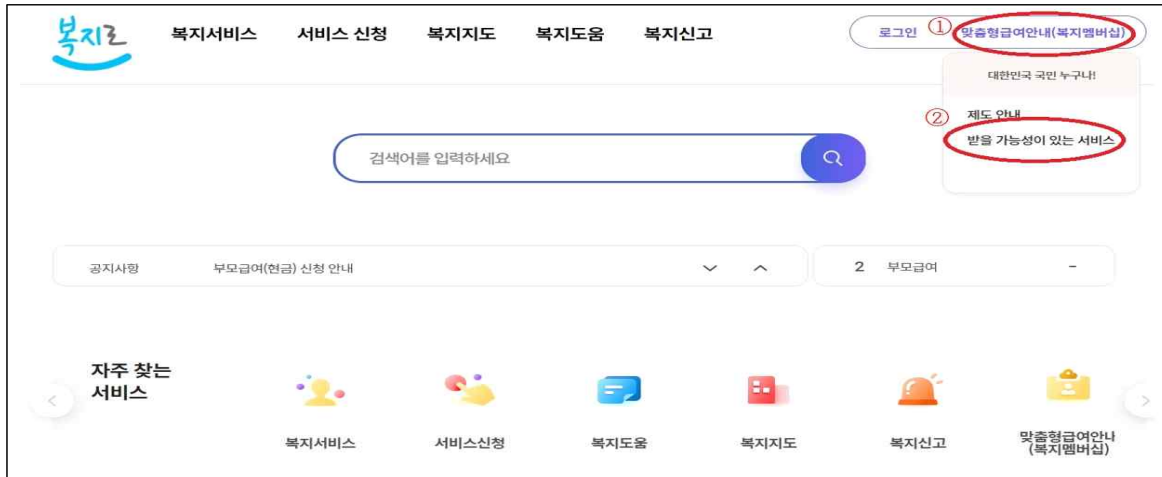 복지로
복지서비스 서비스 신청 복지지도 복지도움 복지신고
로그인 ① 맞춤형급여안내(복지멤버십)
대한민국 국민 누구나!
② 제도 안내
받을 가능성이 있는 서비스
검색어를 입력하세요
공지사항 부모급여(현금) 신청 안내
2 부모급여 -
자주 찾는
서비스
복지서비스 서비스신청 복지도움 복지지도 복지신고 맞춤형급여안내
(복지멤버십)